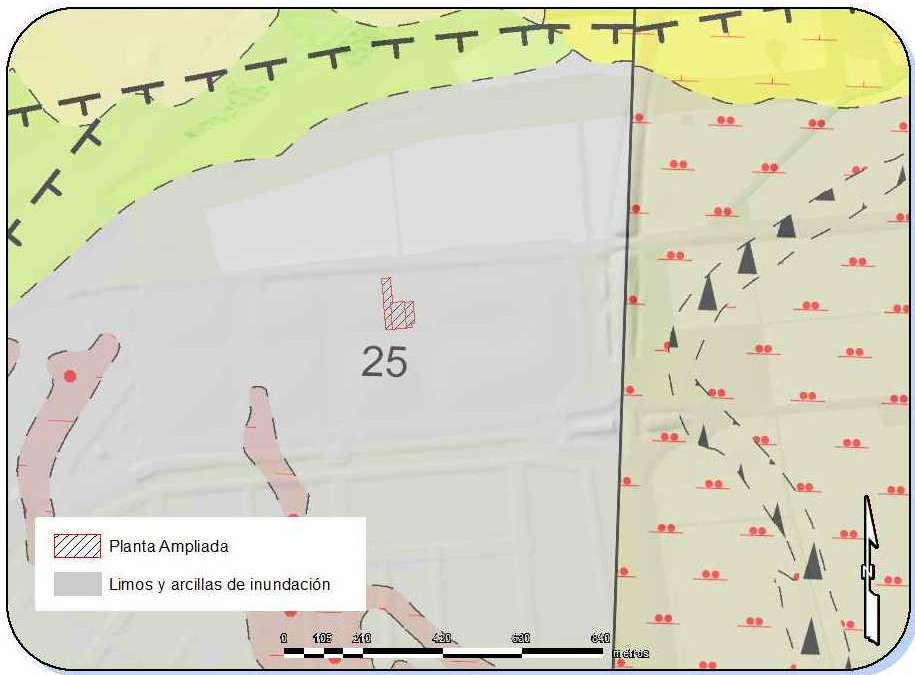 25
Planta Ampliada
Limos y arcillas de inundación
0 105 210 420 630 840
metros
N